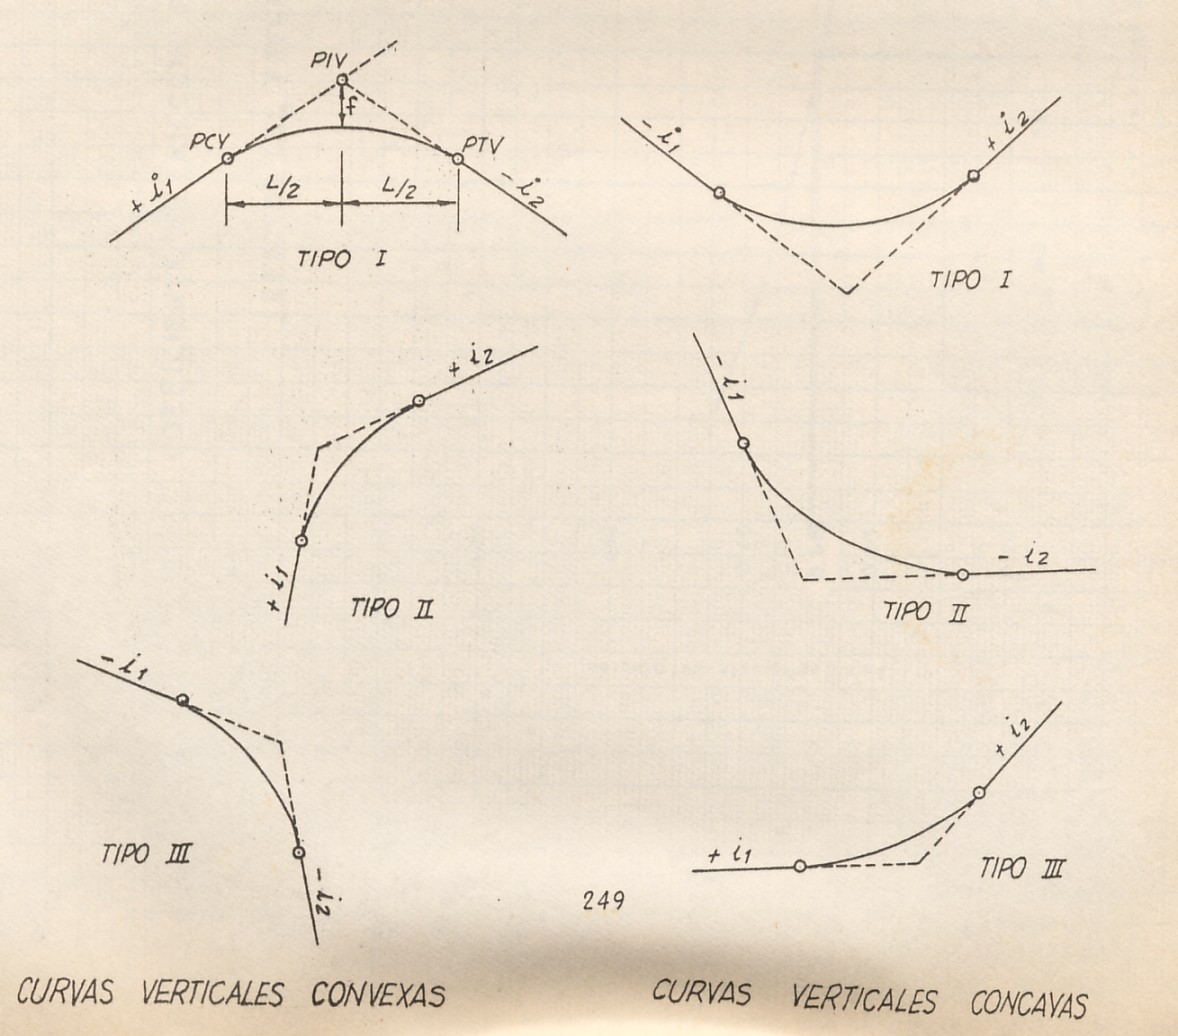 PIV
f
PCV
PTV
+ i1
L/2
L/2
- i2
TIPO I
- i1
+ i2
TIPO I
+ i2
+ i1
TIPO II
- i1
- i2
TIPO II
- i1
TIPO III
- i2
+ i1
+ i2
TIPO III
249
CURVAS VERTICALES CONVEXAS
CURVAS VERTICALES CONCAVAS